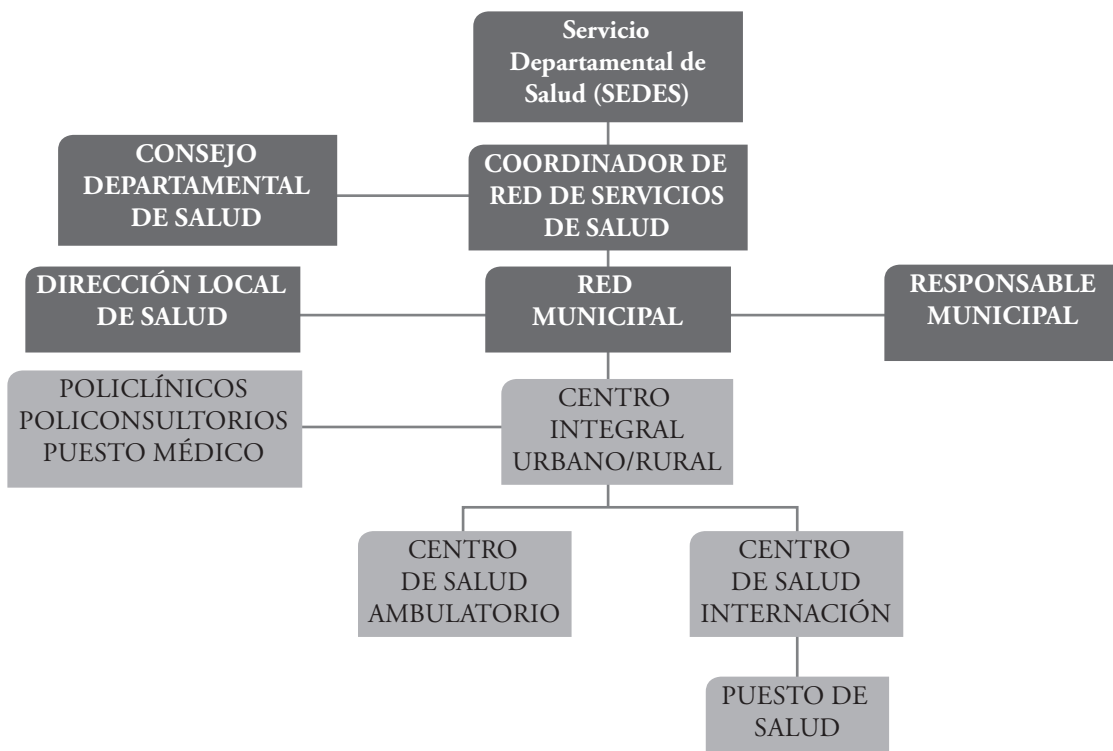 Servicio
Departamental de
Salud (SEDES)
CONSEJO
DEPARTAMENTAL
DE SALUD
COORDINADOR DE
RED DE SERVICIOS
DE SALUD
DIRECCIÓN LOCAL
DE SALUD
RED
MUNICIPAL
RESPONSABLE
MUNICIPAL
POLICLÍNICOS
POLICONSULTORIOS
PUESTO MÉDICO
CENTRO
INTEGRAL
URBANO/RURAL
CENTRO
DE SALUD
AMBULATORIO
CENTRO
DE SALUD
INTERNACIÓN
PUESTO DE
SALUD